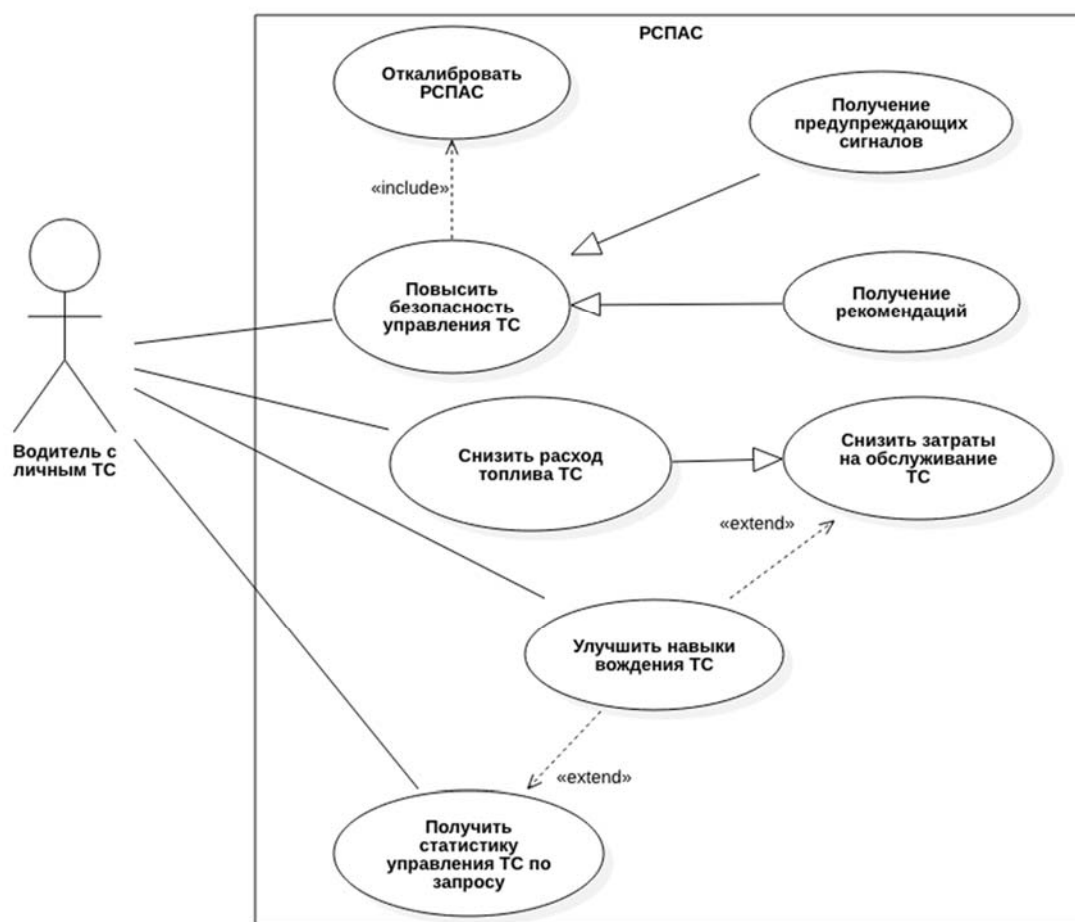 РСПАС
Откалибровать
РСПАС
Получение
предупреждающих
сигналов
«include»
Повысить
безопасность
управления ТС
Получение
рекомендаций
Водитель с
личным ТС
Снизить расход
топлива ТС
Снизить затраты
на обслуживание
ТС
«extend»
Улучшить навыки
вождения ТС
«extend»
Получить
статистику
управления ТС по
запросу